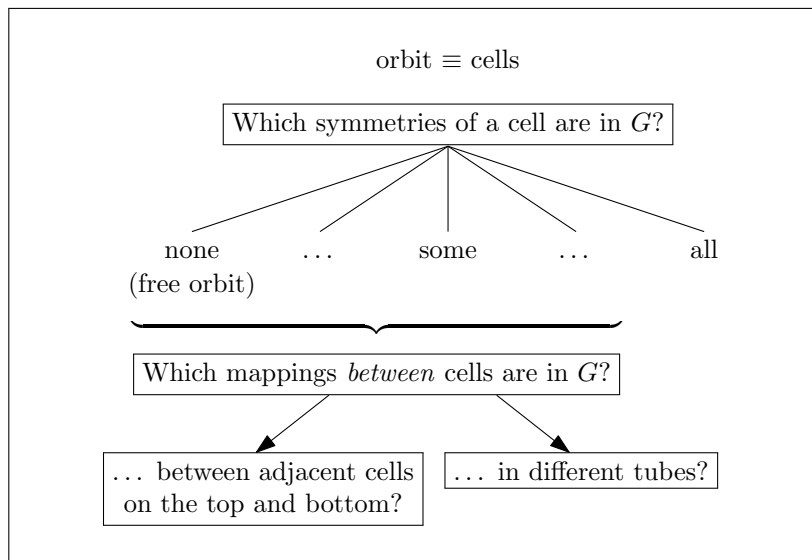 orbit ≡ cells
Which symmetries of a cell are in G?
none … some … all
(free orbit)
Which mappings between cells are in G?
… between adjacent cells
on the top and bottom?
… in different tubes?